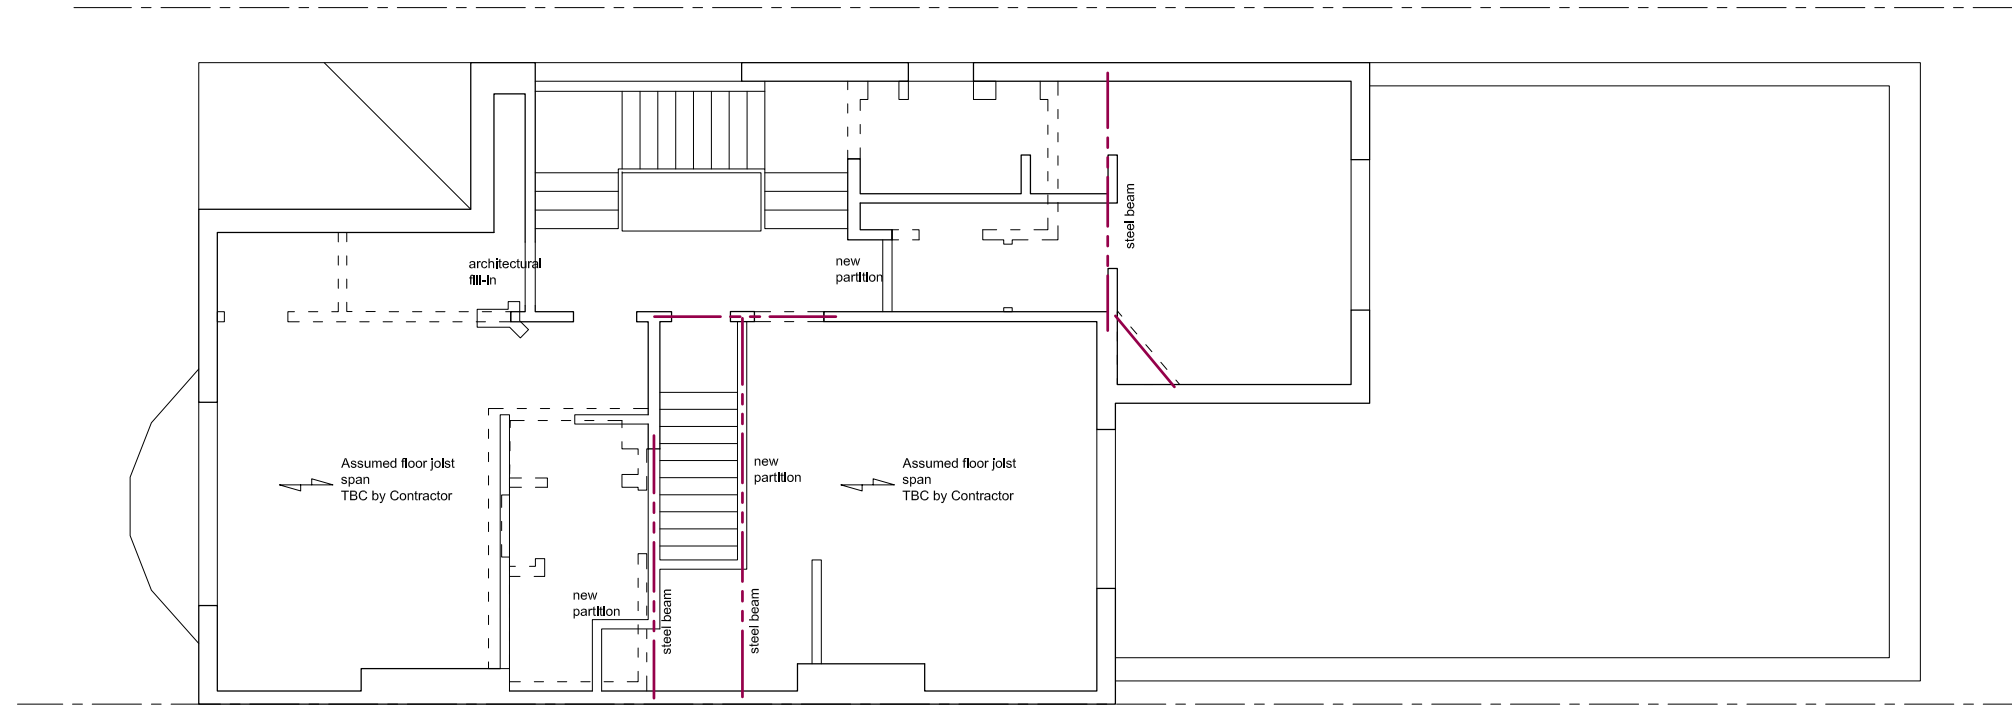 steel beam
architectural
fill-in
new
partition
Assumed floor joist
span
TBC by Contractor
new
partition
Assumed floor joist
span
TBC by Contractor
new
partition
steel beam
steel beam